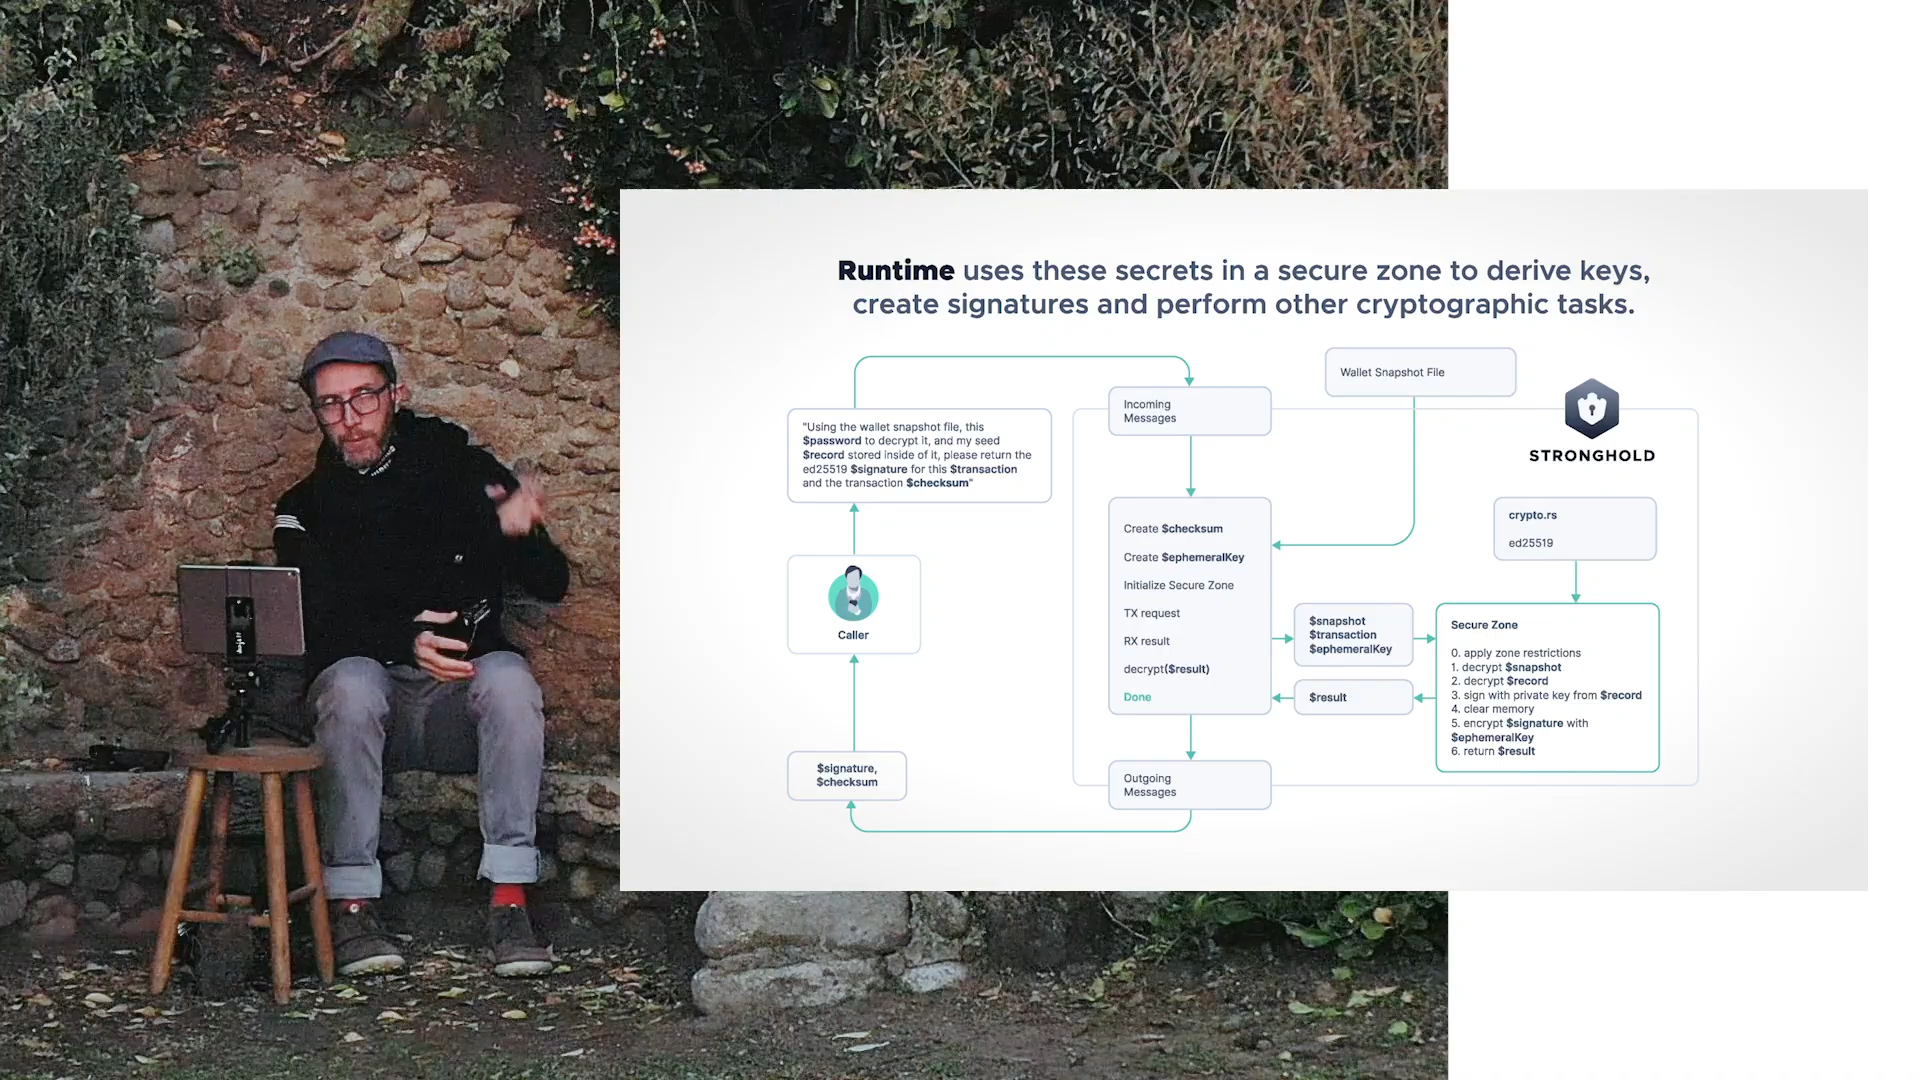 Runtime uses these secrets in a secure zone to derive keys,
create signatures and perform other cryptographic tasks.
Wallet Snapshot File
Incoming
Messages
"Using the wallet snapshot file, this
$password to decrypt it, and my seed
$record stored inside of it, please return the
ed25519 $signature for this $transaction
and the transaction $checksum"
STRONGHOLD
Create $checksum
Create $ephemeralKey
Initialize Secure Zone
TX request
RX result
decrypt($result)
Done
crypto.rs
ed25519
Caller
$snapshot
$transaction
$ephemeralKey
$result
Secure Zone
0. apply zone restrictions
1. decrypt $snapshot
2. decrypt $record
3. sign with private key from $record
4. clear memory
5. encrypt $signature with
$ephemeralKey
6. return $result
$signature,
$checksum
Outgoing
Messages